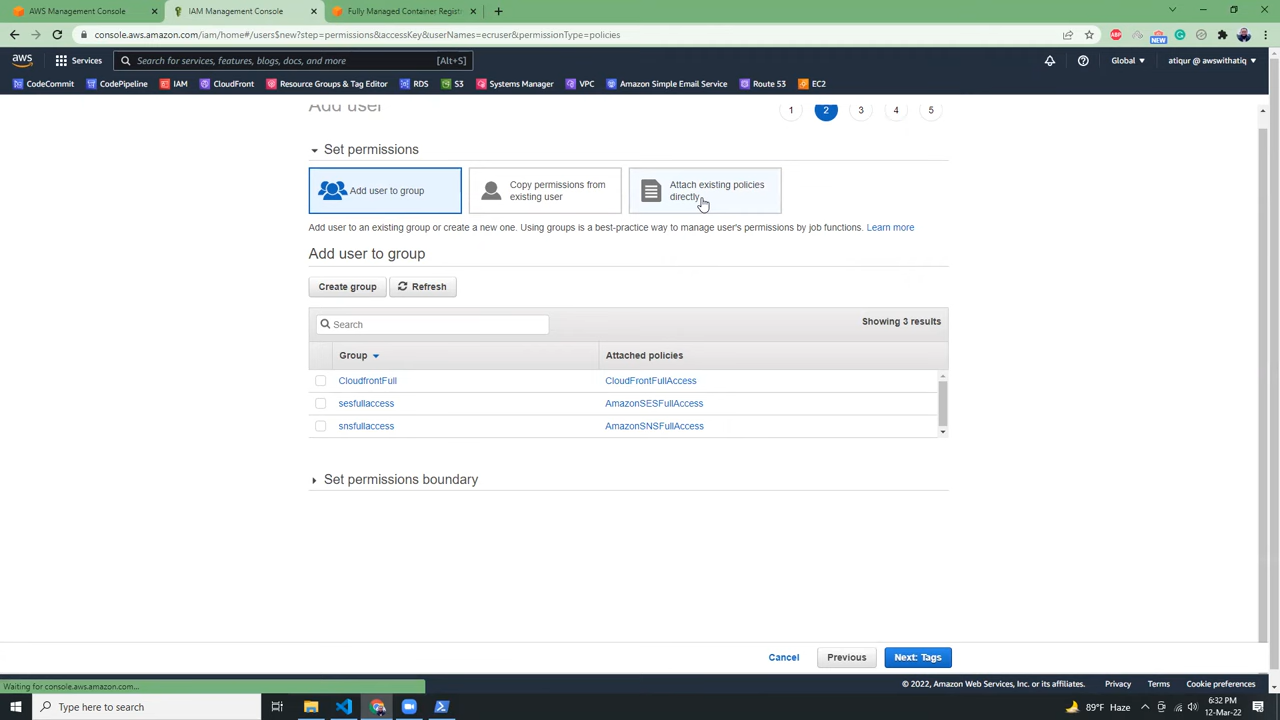 AWS Management Console
IAM Management Console
Fully Managed Container Registr
console.aws.amazon.com/iam/home#/users$new?step=permissions&accessKey&userNames=ecruser&permissionType=policies
ABP
NEW
aws
Services
Search for services, features, blogs, docs, and more
[Alt+S]
Global
atiqur @ awswithatiq
CodeCommit
CodePipeline
IAM
CloudFront
Resource Groups & Tag Editor
RDS
S3
Systems Manager
VPC
Amazon Simple Email Service
Route 53
EC2
Add user
1
2
3
4
5
Set permissions
Add user to group
Copy permissions from
existing user
Attach existing policies
directly
Add user to an existing group or create a new one. Using groups is a best-practice way to manage user's permissions by job functions. Learn more
Add user to group
Create group
Refresh
Search
Showing 3 results
Group
Attached policies
CloudfrontFull
CloudFrontFullAccess
sesfullaccess
AmazonSESFullAccess
snsfullaccess
AmazonSNSFullAccess
Set permissions boundary
Cancel
Previous
Next: Tags
Waiting for console.aws.amazon.com...
© 2022, Amazon Web Services, Inc. or its affiliates.
Privacy
Terms
Cookie preferences
Type here to search
89°F Haze
6:32 PM
12-Mar-22